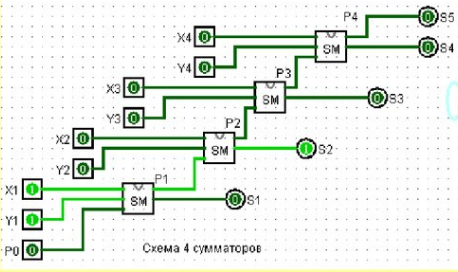 P4
X4 0
0 S5
SM
Y4 0
0 S4
P3
X3 0
SM
0 S3
Y3 0
P2
X2 0
SM
1 S2
Y2 0
P1
X1 1
SM
0 S1
Y1 1
P0 0
Схема 4 сумматоров